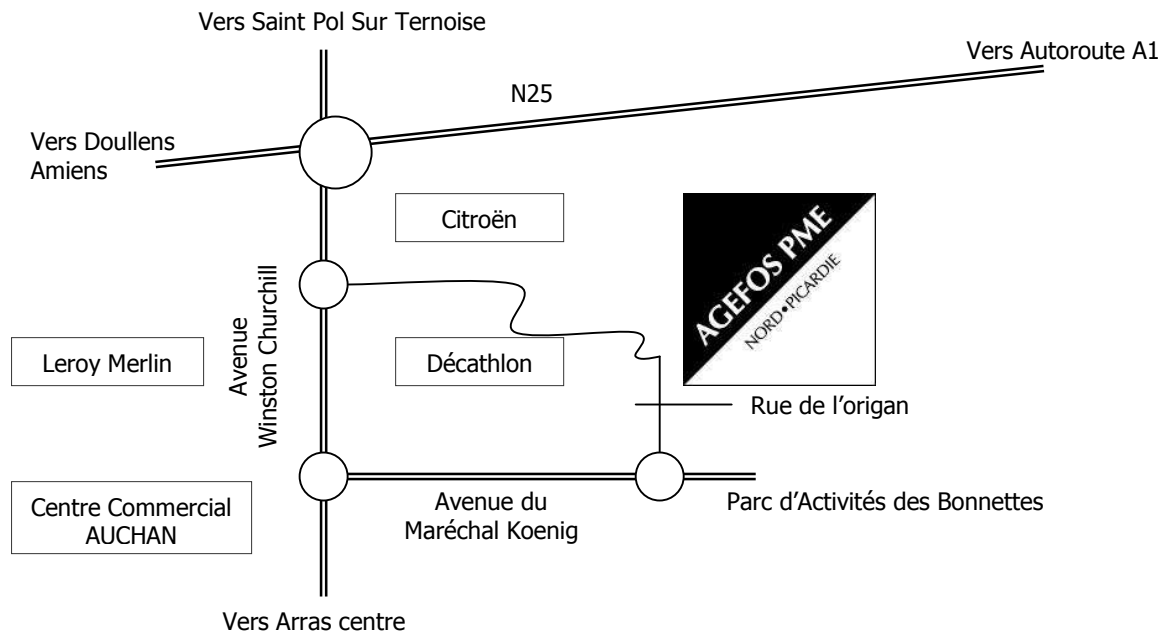 Vers Saint Pol Sur Ternoise
Vers Autoroute A1
N25
Vers Doullens
Amiens
Citroën
AGEFOS PME
NORD•PICARDIE
Avenue
Winston Churchill
Leroy Merlin
Décathlon
Rue de l’origan
Centre Commercial
AUCHAN
Avenue du
Maréchal Koenig
Parc d’Activités des Bonnettes
Vers Arras centre